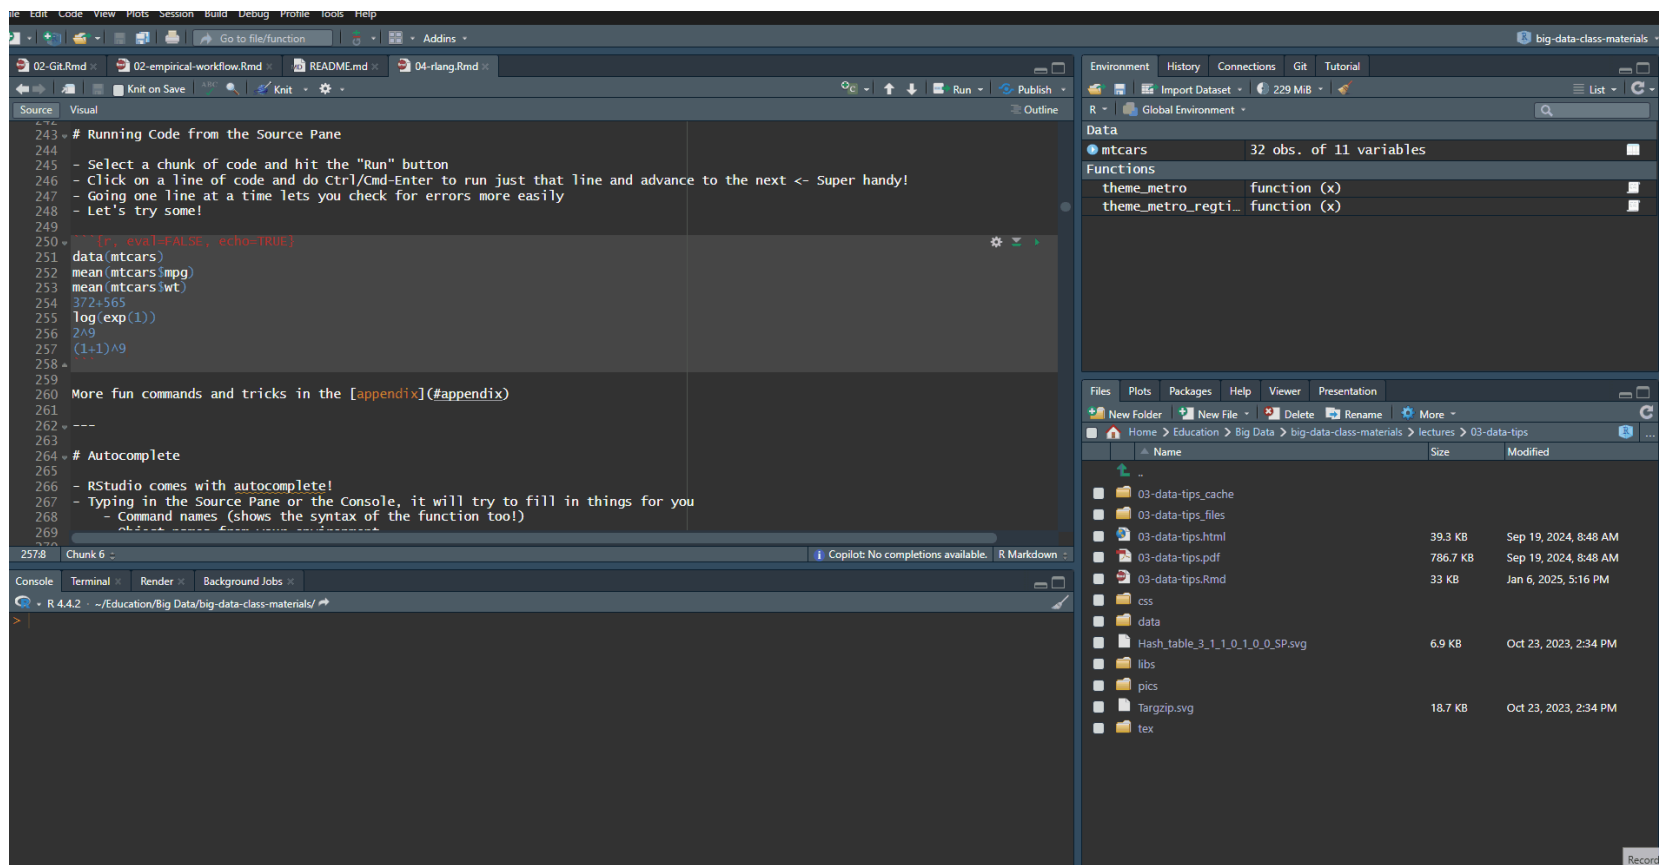 File Edit Code View Plots Session Build Debug Profile Tools Help
Go to file/function
Addins
big-data-class-materials
02-Git.Rmd
02-empirical-workflow.Rmd
README.md
04-rlang.Rmd
Knit on Save
ABC
Knit
Run
Publish
Source
Visual
Outline
242
243 # Running Code from the Source Pane
244
245 - Select a chunk of code and hit the "Run" button
246 - Click on a line of code and do Ctrl/Cmd-Enter to run just that line and advance to the next <- Super handy!
247 - Going one line at a time lets you check for errors more easily
248 - Let's try some!
249
250 ```{r, eval=FALSE, echo=TRUE}
251 data(mtcars)
252 mean(mtcars$mpg)
253 mean(mtcars$wt)
254 372+565
255 log(exp(1))
256 2^9
257 (1+1)^9
258
259
260 More fun commands and tricks in the [appendix](#appendix)
261
262 ---
263
264 # Autocomplete
265
266 - RStudio comes with autocomplete!
267 - Typing in the Source Pane or the Console, it will try to fill in things for you
268 - Command names (shows the syntax of the function too!)
269 - Object names from your environment
270
257:8 Chunk 6
Copilot: No completions available.
R Markdown
Console
Terminal
Render
Background Jobs
R 4.4.2 · ~/Education/Big Data/big-data-class-materials/
>
Environment
History
Connections
Git
Tutorial
Import Dataset
229 MiB
List
R
Global Environment
Data
mtcars 32 obs. of 11 variables
Functions
theme_metro function (x)
theme_metro_regti… function (x)
Files
Plots
Packages
Help
Viewer
Presentation
New Folder
New File
Delete
Rename
More
Home > Education > Big Data > big-data-class-materials > lectures > 03-data-tips
...
Name Size Modified
..
03-data-tips_cache
03-data-tips_files
03-data-tips.html 39.3 KB Sep 19, 2024, 8:48 AM
03-data-tips.pdf 786.7 KB Sep 19, 2024, 8:48 AM
03-data-tips.Rmd 33 KB Jan 6, 2025, 5:16 PM
css
data
Hash_table_3_1_1_0_1_0_0_SP.svg 6.9 KB Oct 23, 2023, 2:34 PM
libs
pics
Targzip.svg 18.7 KB Oct 23, 2023, 2:34 PM
tex
Record